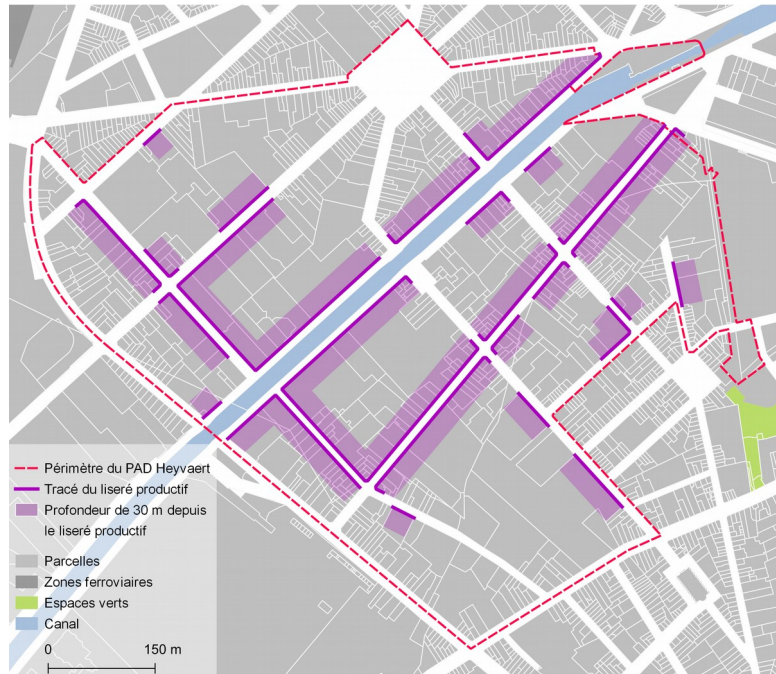 Périmètre du PAD Heyvaert
Tracé du liseré productif
Profondeur de 30 m depuis
le liseré productif
Parcelles
Zones ferroviaires
Espaces verts
Canal
0 150 m